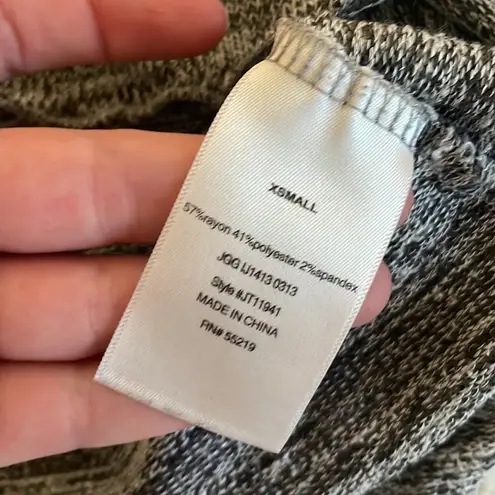 XSMALL
57%rayon 41%polyester 2%spandex
JGG IJ1413 0313
Style #JT11941
MADE IN CHINA
RN# 55219